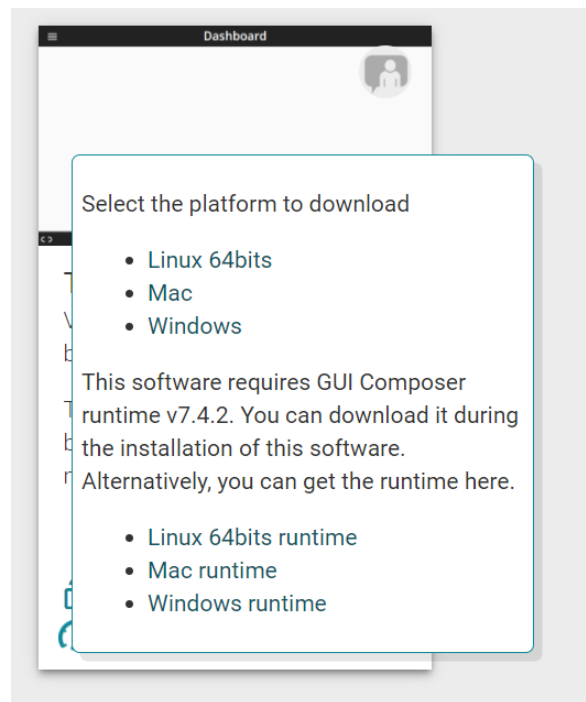 Dashboard
Select the platform to download
Linux 64bits
Mac
Windows
This software requires GUI Composer
runtime v7.4.2. You can download it during
the installation of this software.
Alternatively, you can get the runtime here.
Linux 64bits runtime
Mac runtime
Windows runtime